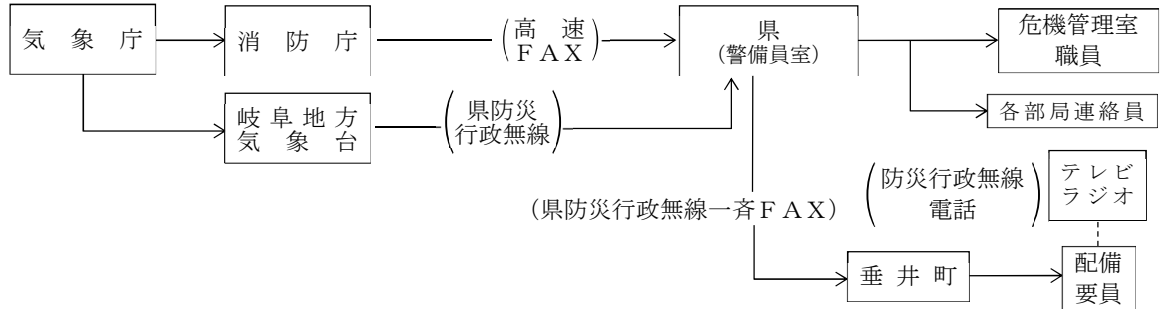 気象庁
消防庁
(高速
FAX)
県
(警備員室)
危機管理室
職員
岐阜地方
気象台
(県防災
行政無線)
各部局連絡員
(県防災行政無線一斉FAX)
(防災行政無線
電話)
テレビ
ラジオ
垂井町
配備
要員